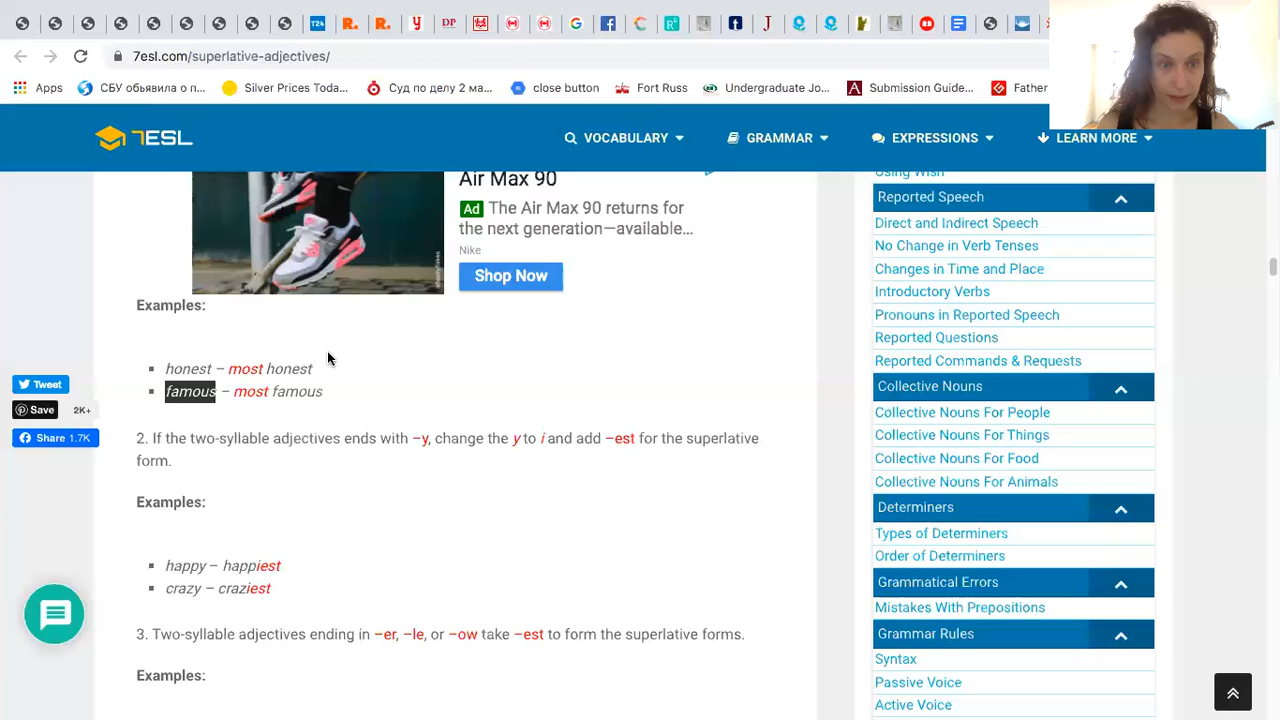 T24
R.
R.
y
DP
7esl.com/superlative-adjectives/
Apps
СБУ обьявила о п...
Silver Prices Today...
Суд по делу 2 ма...
close button
Fort Russ
Undergraduate Jo...
Submission Guide...
Father
7ESL
VOCABULARY
GRAMMAR
EXPRESSIONS
LEARN MORE
Air Max 90
Ad The Air Max 90 returns for
the next generation—available...
Nike
Shop Now
Examples:
honest – most honest
famous – most famous
2. If the two-syllable adjectives ends with –y, change the y to i and add –est for the superlative
form.
Examples:
happy – happiest
crazy – craziest
3. Two-syllable adjectives ending in –er, –le, or –ow take –est to form the superlative forms.
Examples:
Tweet
Save 2K+
Share 1.7K
Using Wish
Reported Speech
Direct and Indirect Speech
No Change in Verb Tenses
Changes in Time and Place
Introductory Verbs
Pronouns in Reported Speech
Reported Questions
Reported Commands & Requests
Collective Nouns
Collective Nouns For People
Collective Nouns For Things
Collective Nouns For Food
Collective Nouns For Animals
Determiners
Types of Determiners
Order of Determiners
Grammatical Errors
Mistakes With Prepositions
Grammar Rules
Syntax
Passive Voice
Active Voice